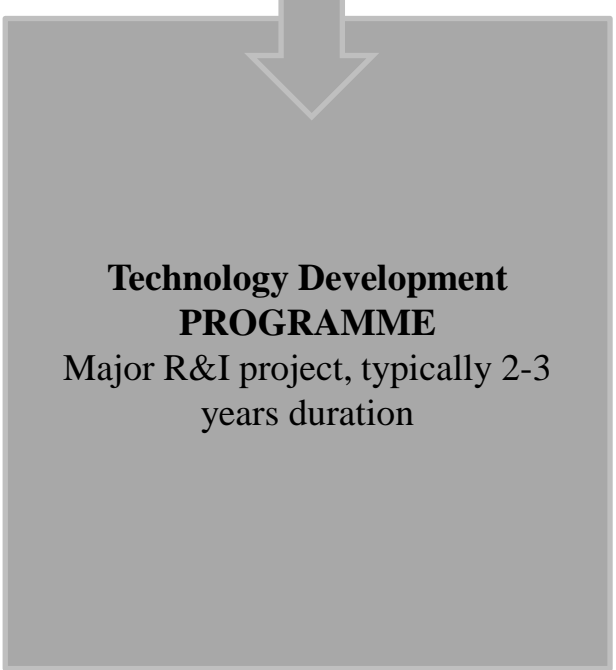 Technology Development
PROGRAMME
Major R&I project, typically 2-3
years duration